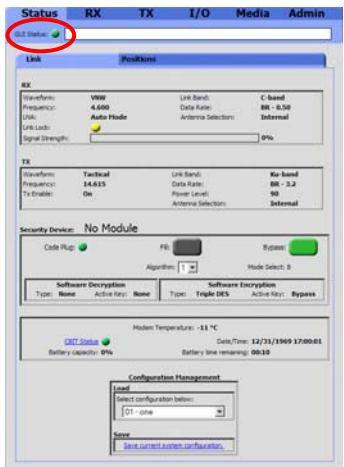 Status RX TX I/O Media Admin
GUI Status:
Link Positions
RX
Waveform: VNW Link Band: C-band
Frequency: 4.600 Data Rate: BR - 0.50
LNA: Auto Mode Antenna Selection: Internal
Link Lock:
Signal Strength: 0%
TX
Waveform: Tactical Link Band: Ku-band
Frequency: 14.615 Data Rate: BR - 3.2
Tx Enable: On Power Level: 90
Antenna Selection: Internal
Security Device: No Module
Code Plug: Fill: Bypass:
Algorithm: 1 Mode Select: 8
Software Decryption Software Encryption
Type: None Active Key: None Type: Triple DES Active Key: Bypass
Modem Temperature: -11 °C
CBIT Status Date/Time: 12/31/1969 17:00:01
Battery capacity: 0% Battery time remaining: 00:10
Configuration Management
Load
Select configuration below:
01 - one
Save
Save current system configuration.